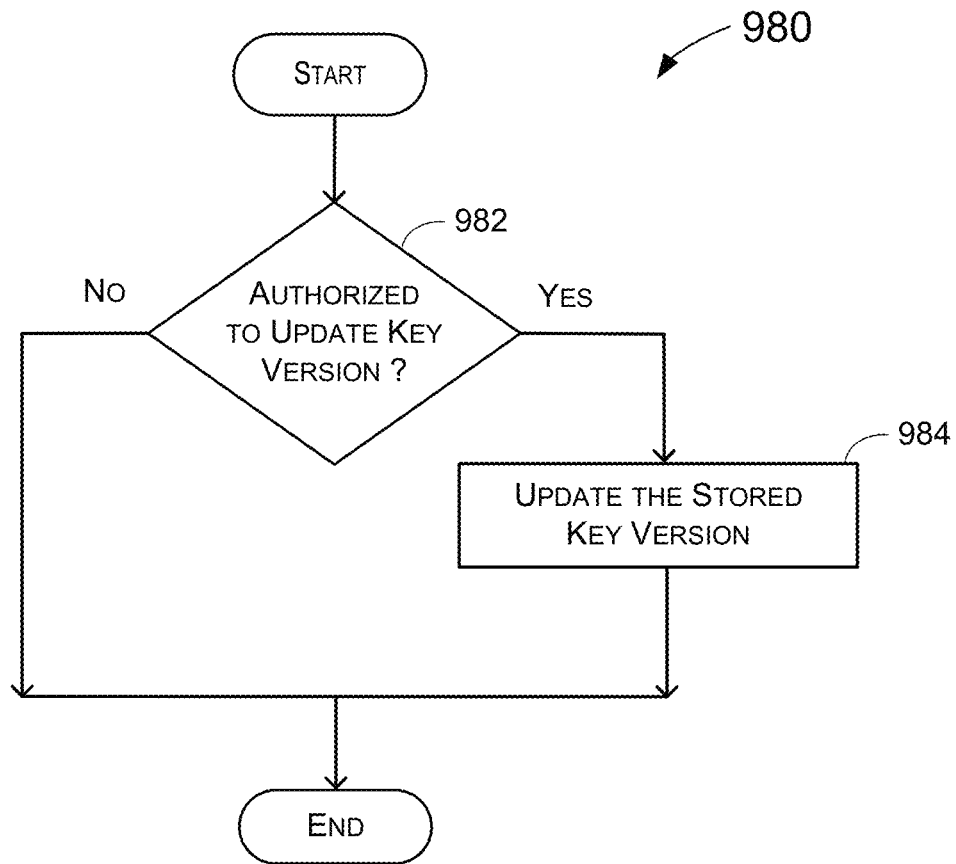 980
START
982
NO
AUTHORIZED
TO UPDATE KEY
VERSION ?
YES
984
UPDATE THE STORED
KEY VERSION
END